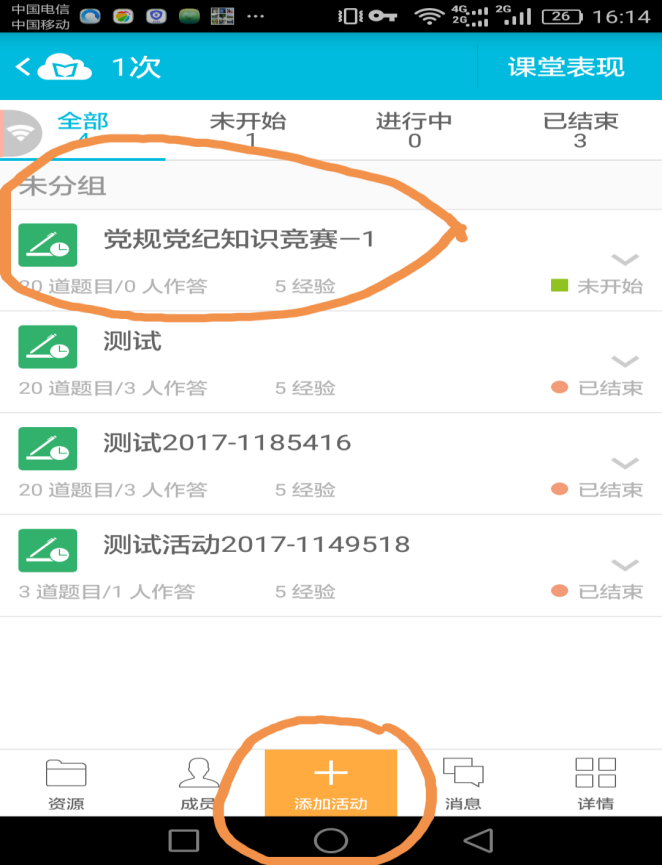 中国电信
中国移动
4G
2G
2G
26
16:14
1次
课堂表现
全部
4
未开始
1
进行中
0
已结束
3
未分组
党规党纪知识竞赛—1
20 道题目/0 人作答 5 经验 未开始
测试
20 道题目/3 人作答 5 经验 已结束
测试2017-1185416
20 道题目/3 人作答 5 经验 已结束
测试活动2017-1149518
3 道题目/1 人作答 5 经验 已结束
资源 成员 添加活动 消息 详情